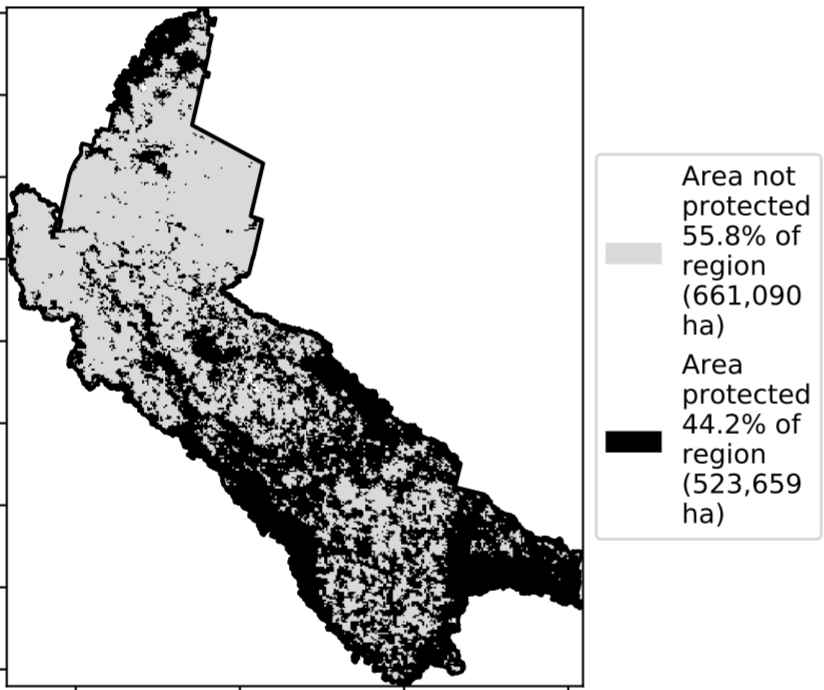 Area not
protected
55.8% of
region
(661,090
ha)
Area
protected
44.2% of
region
(523,659
ha)